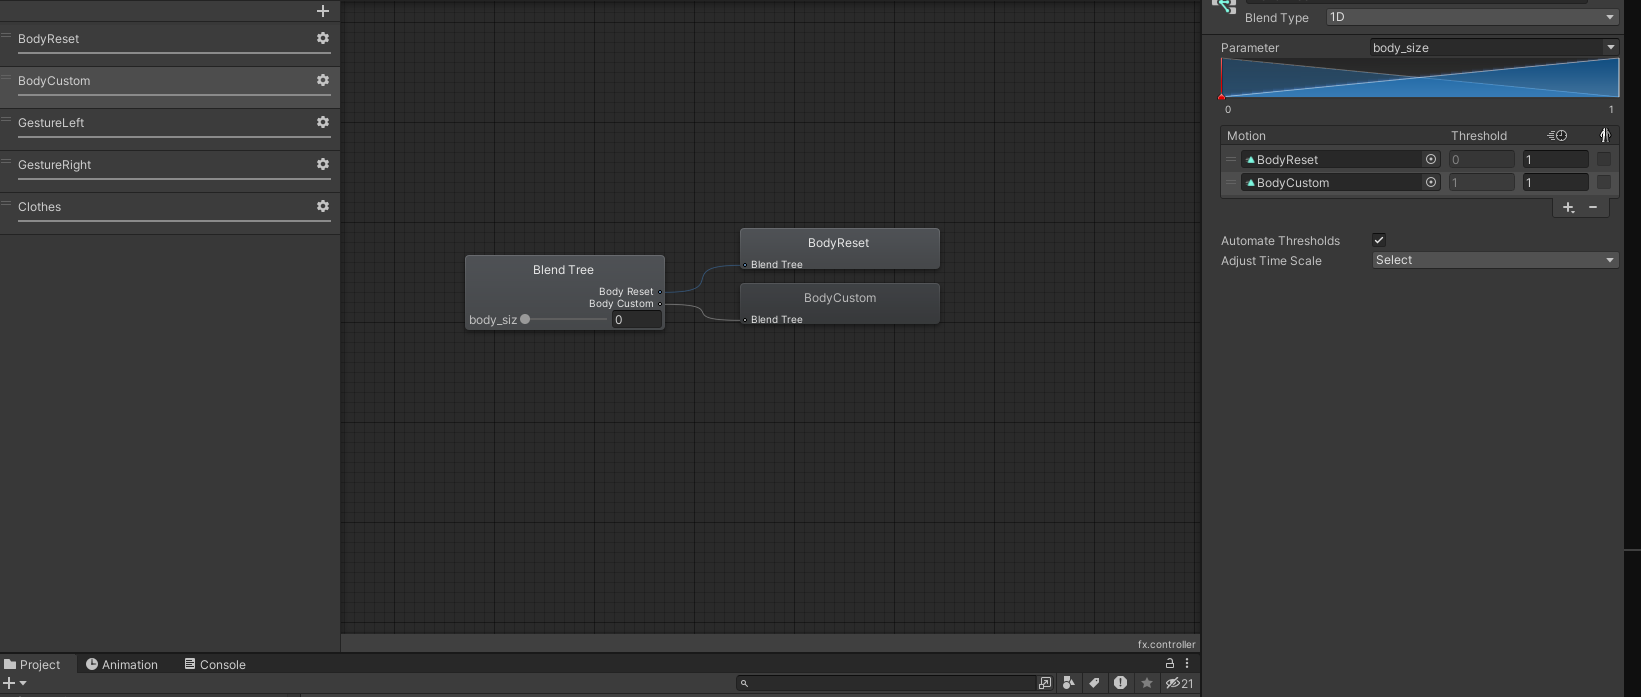 BodyReset
BodyCustom
GestureLeft
GestureRight
Clothes
Blend Tree
Body Reset
Body Custom
body_siz
0
BodyReset
Blend Tree
BodyCustom
Blend Tree
fx.controller
Blend Type 1D
Parameter body_size
0 1
Motion Threshold
BodyReset 0 1
BodyCustom 1 1
Automate Thresholds
Adjust Time Scale Select
Project Animation Console
21